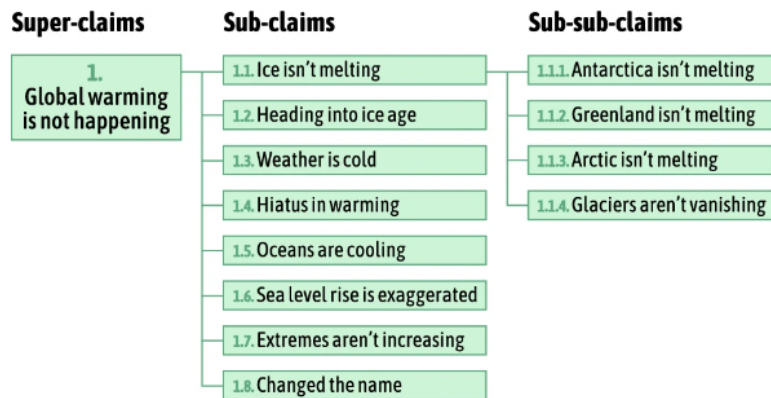 Super-claims
Sub-claims
Sub-sub-claims
1.
Global warming
is not happening
1.1. Ice isn't melting
1.2. Heading into ice age
1.3. Weather is cold
1.4. Hiatus in warming
1.5. Oceans are cooling
1.6. Sea level rise is exaggerated
1.7. Extremes aren't increasing
1.8. Changed the name
1.1.1. Antarctica isn't melting
1.1.2. Greenland isn't melting
1.1.3. Arctic isn't melting
1.1.4. Glaciers aren't vanishing